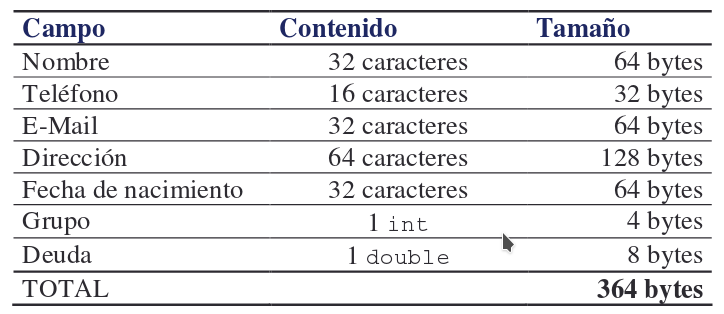 Campo Contenido Tamaño
Nombre 32 caracteres 64 bytes
Teléfono 16 caracteres 32 bytes
E-Mail 32 caracteres 64 bytes
Dirección 64 caracteres 128 bytes
Fecha de nacimiento 32 caracteres 64 bytes
Grupo 1 int 4 bytes
Deuda 1 double 8 bytes
TOTAL 364 bytes